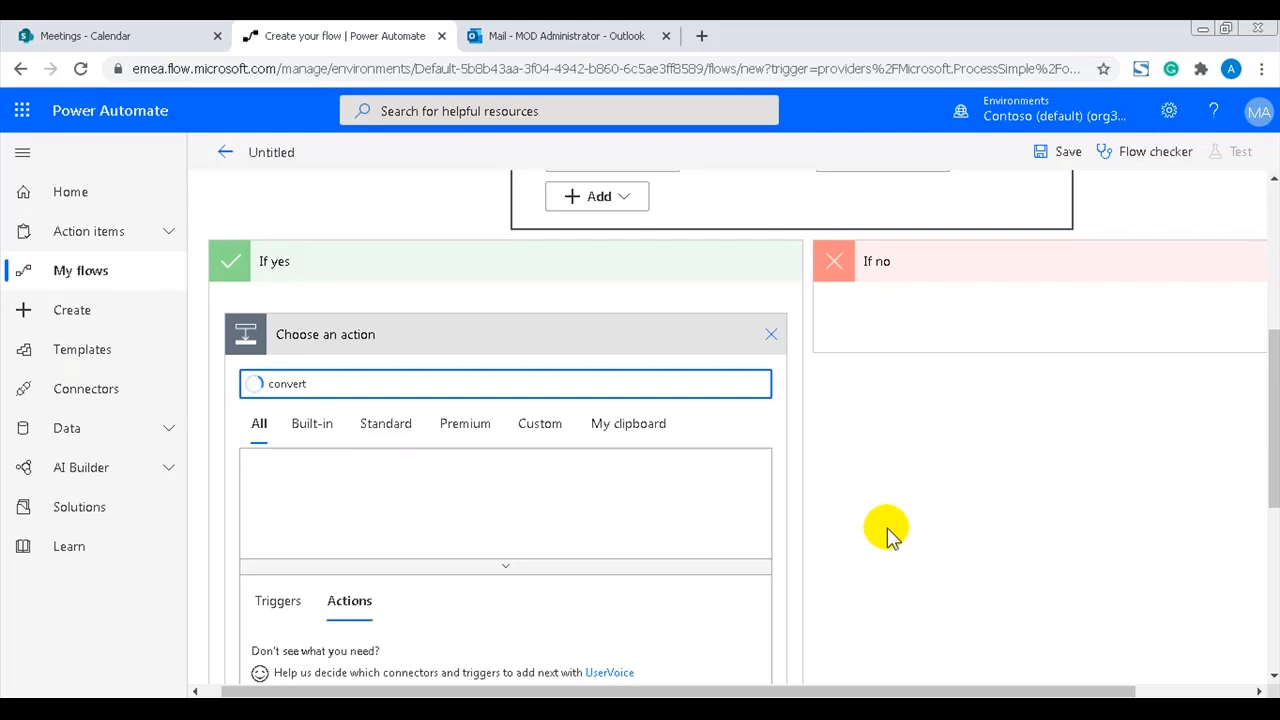 Meetings - Calendar
Create your flow | Power Automate
Mail - MOD Administrator - Outlook
emea.flow.microsoft.com/manage/environments/Default-5b8b43aa-3f04-4942-b860-6c5ae3ff8589/flows/new?trigger=providers%2FMicrosoft.ProcessSimple%2Fo...
A
Power Automate
Search for helpful resources
Environments
Contoso (default) (org3...
MA
Untitled
Save
Flow checker
Test
Home
Action items
My flows
Create
Templates
Connectors
Data
AI Builder
Solutions
Learn
Add
If yes
If no
Choose an action
convert
All
Built-in
Standard
Premium
Custom
My clipboard
Triggers
Actions
Don't see what you need?
Help us decide which connectors and triggers to add next with UserVoice